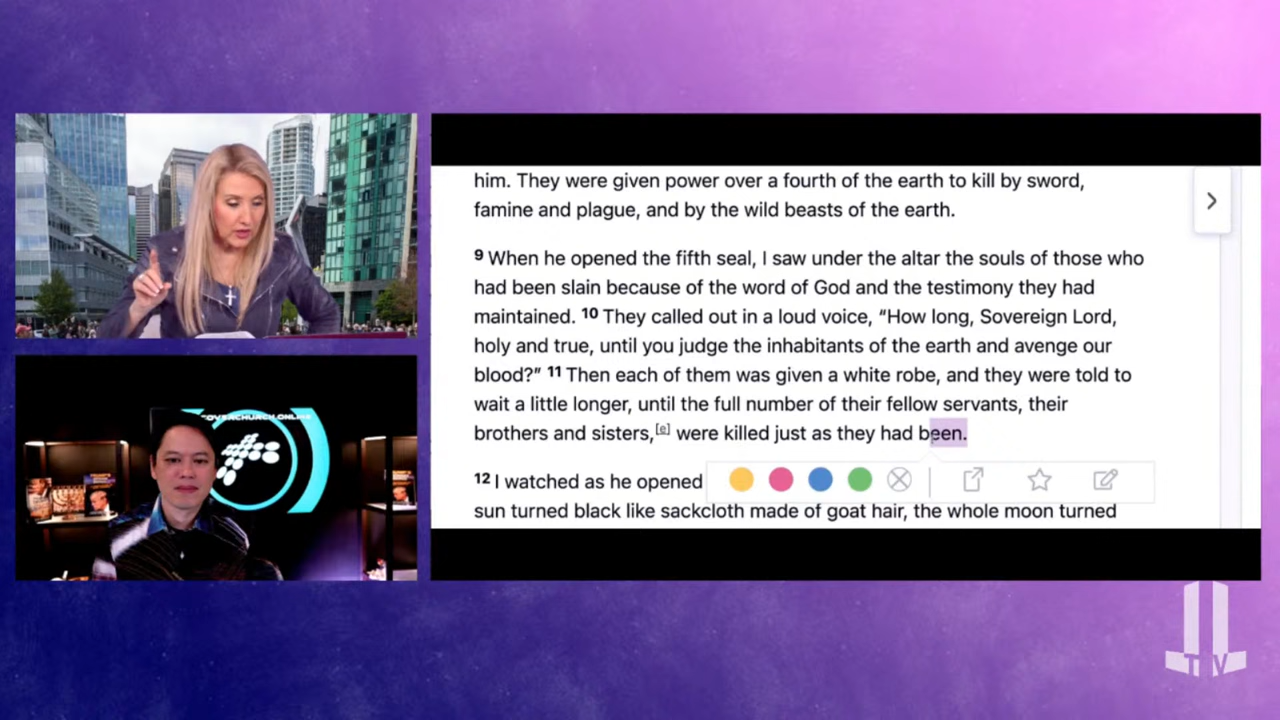 him. They were given power over a fourth of the earth to kill by sword,
famine and plague, and by the wild beasts of the earth.
9 When he opened the fifth seal, I saw under the altar the souls of those who
had been slain because of the word of God and the testimony they had
maintained. 10 They called out in a loud voice, “How long, Sovereign Lord,
holy and true, until you judge the inhabitants of the earth and avenge our
blood?” 11 Then each of them was given a white robe, and they were told to
wait a little longer, until the full number of their fellow servants, their
brothers and sisters,[e] were killed just as they had been.
12 I watched as he opened
sun turned black like sackcloth made of goat hair, the whole moon turned
TV